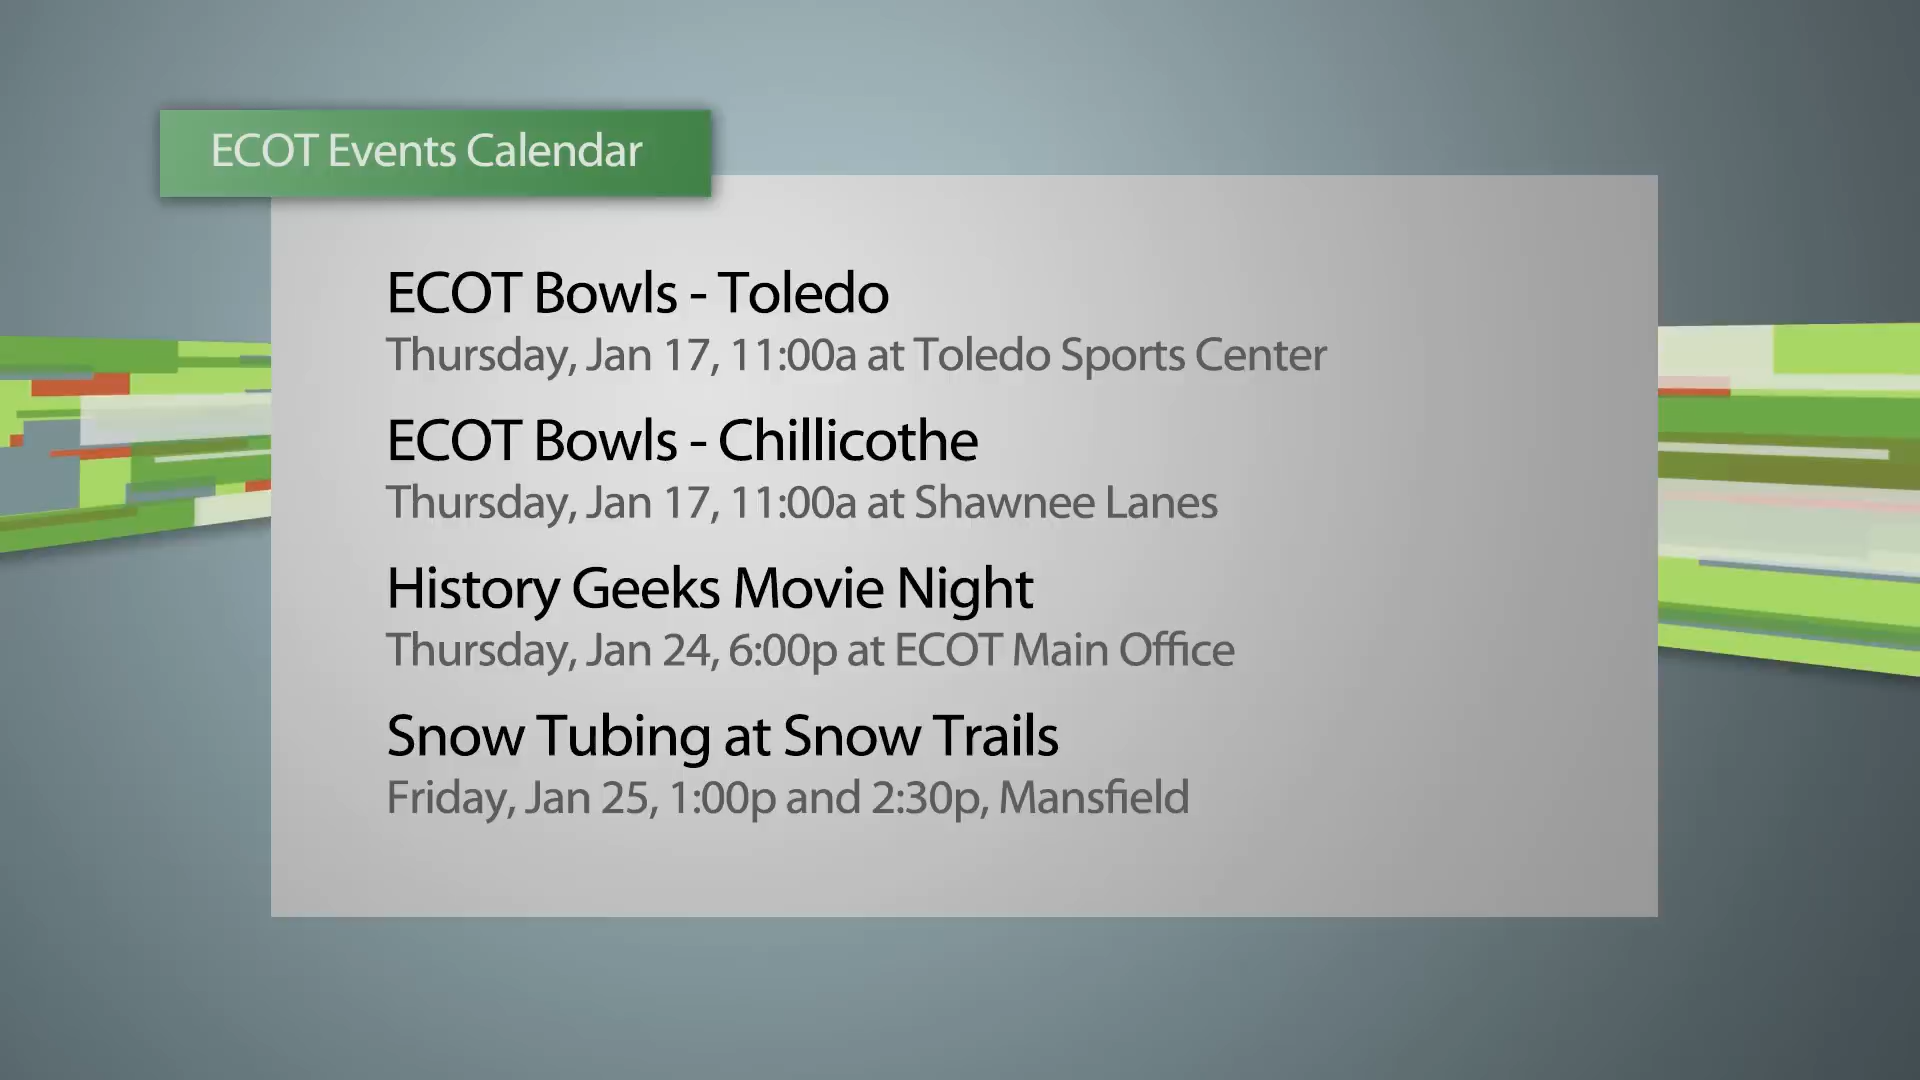 ECOT Events Calendar
ECOT Bowls - Toledo
Thursday, Jan 17, 11:00a at Toledo Sports Center
ECOT Bowls - Chillicothe
Thursday, Jan 17, 11:00a at Shawnee Lanes
History Geeks Movie Night
Thursday, Jan 24, 6:00p at ECOT Main Office
Snow Tubing at Snow Trails
Friday, Jan 25, 1:00p and 2:30p, Mansfield